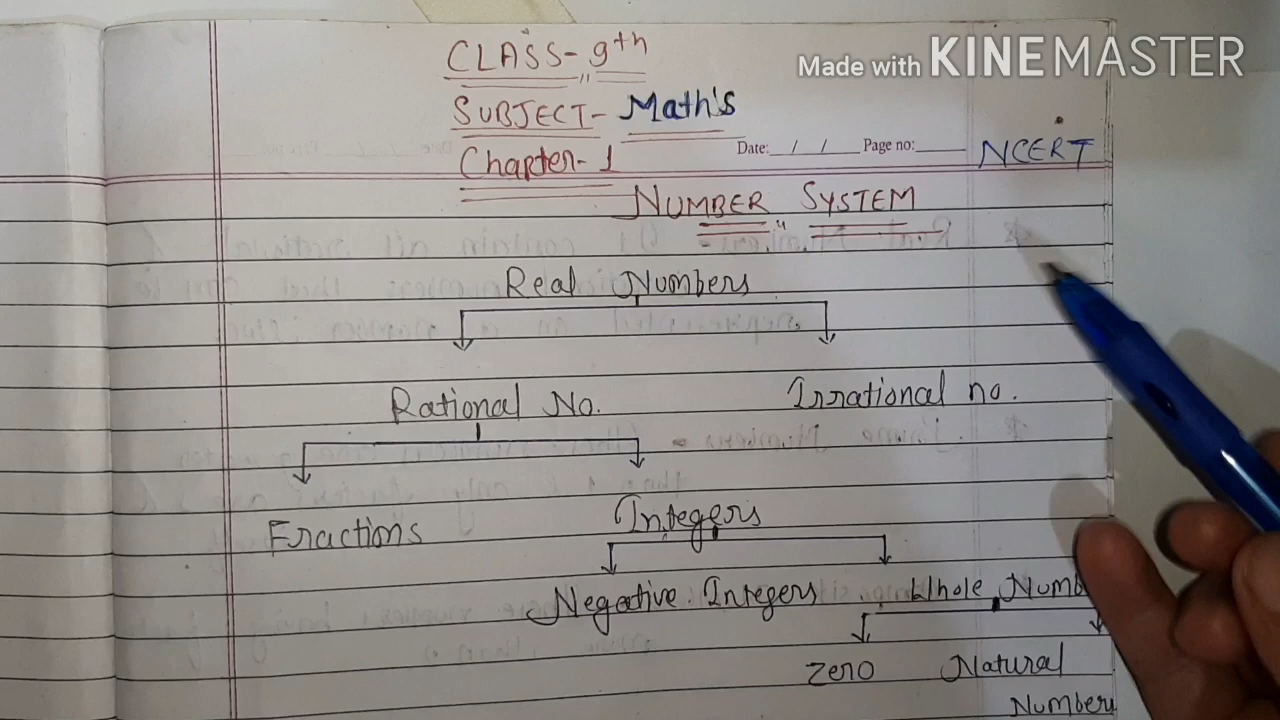 CLASS- 9th
Made with KINEMASTER
SUBJECT- Math's
Date: / / Page no:
NCERT
Chapter- 1
NUMBER SYSTEM
Real Numbers
Rational No.
Irrational no.
Fractions
Integers
Negative Integers
Whole Numb
Zero
Natural
Numbers